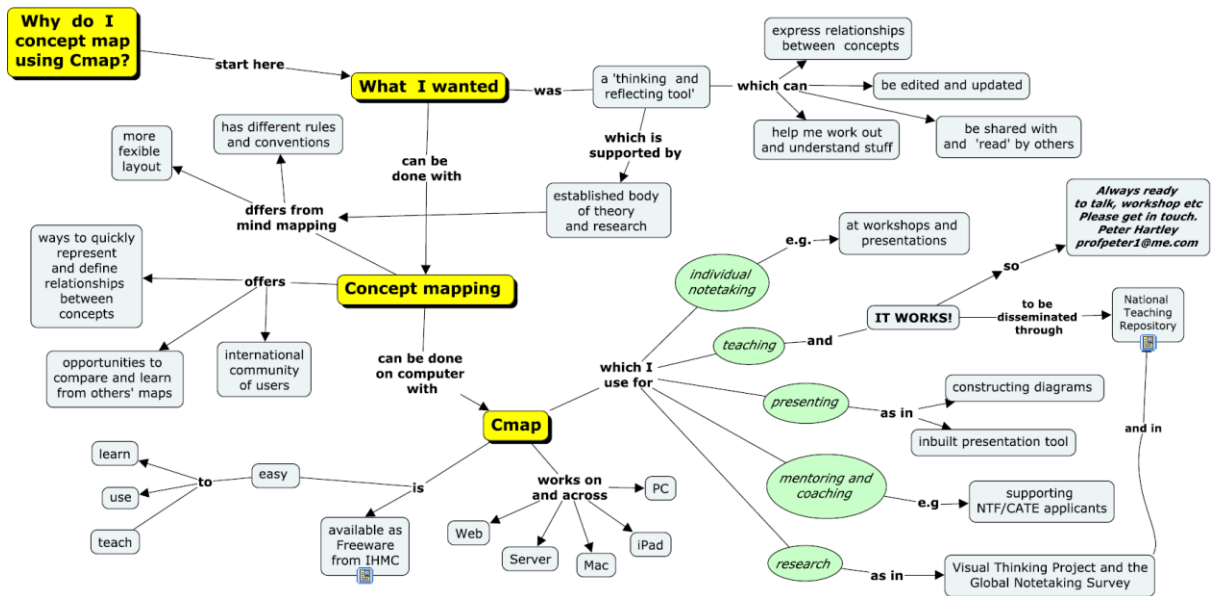 Why do I
concept map
using Cmap?
start here
What I wanted
was
a 'thinking and
reflecting tool'
which can
express relationships
between concepts
be edited and updated
be shared with
and 'read' by others
help me work out
and understand stuff
which is
supported by
established body
of theory
and research
can be
done with
dffers from
mind mapping
has different rules
and conventions
more
fexible
layout
Concept mapping
offers
ways to quickly
represent
and define
relationships
between
concepts
opportunities to
compare and learn
from others' maps
international
community
of users
can be done
on computer
with
Cmap
is
easy
to
learn
use
teach
available as
Freeware
from IHMC
works on
and across
Web
Server
Mac
iPad
PC
which I
use for
individual
notetaking
e.g.
at workshops and
presentations
teaching
and
IT WORKS!
so
Always ready
to talk, workshop etc
Please get in touch.
Peter Hartley
profpeter1@me.com
to be
disseminated
through
National
Teaching
Repository
presenting
as in
constructing diagrams
inbuilt presentation tool
mentoring and
coaching
e.g
supporting
NTF/CATE applicants
research
as in
Visual Thinking Project and the
Global Notetaking Survey
and in